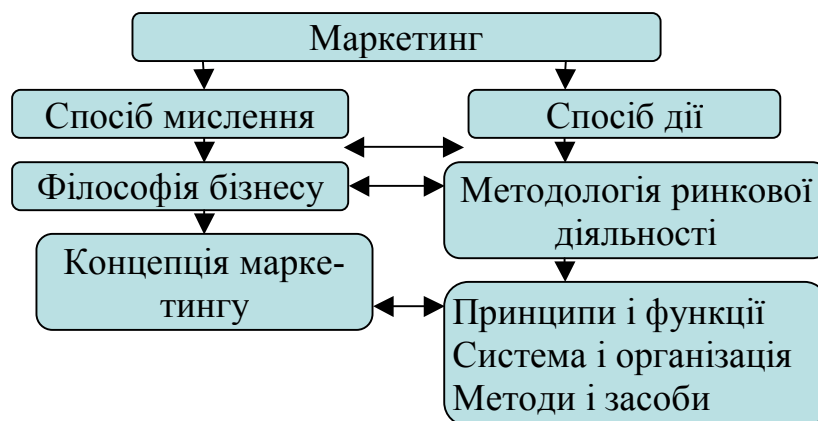 Маркетинг
Спосіб мислення
Спосіб дії
Філософія бізнесу
Методологія ринкової
діяльності
Концепція марке-
тингу
Принципи і функції
Система і організація
Методи і засоби